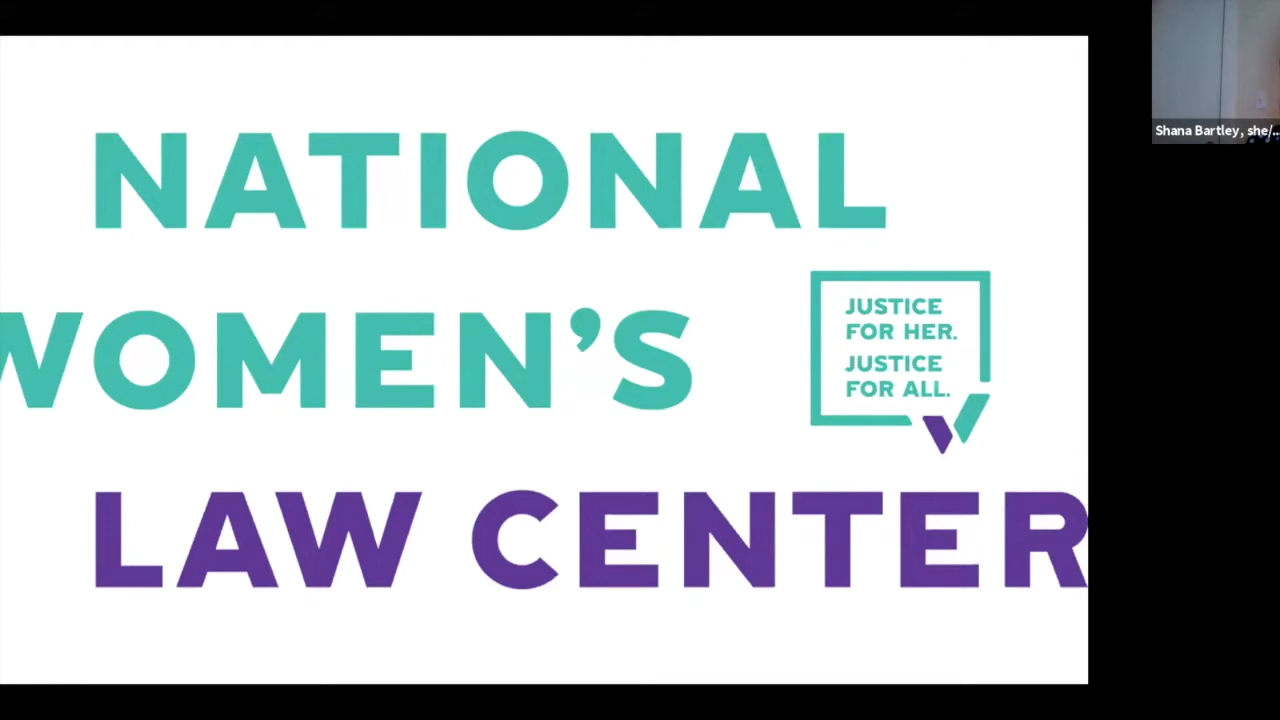 NATIONAL
WOMEN'S
LAW CENTER
JUSTICE
FOR HER.
JUSTICE
FOR ALL.
Shana Bartley, she/...